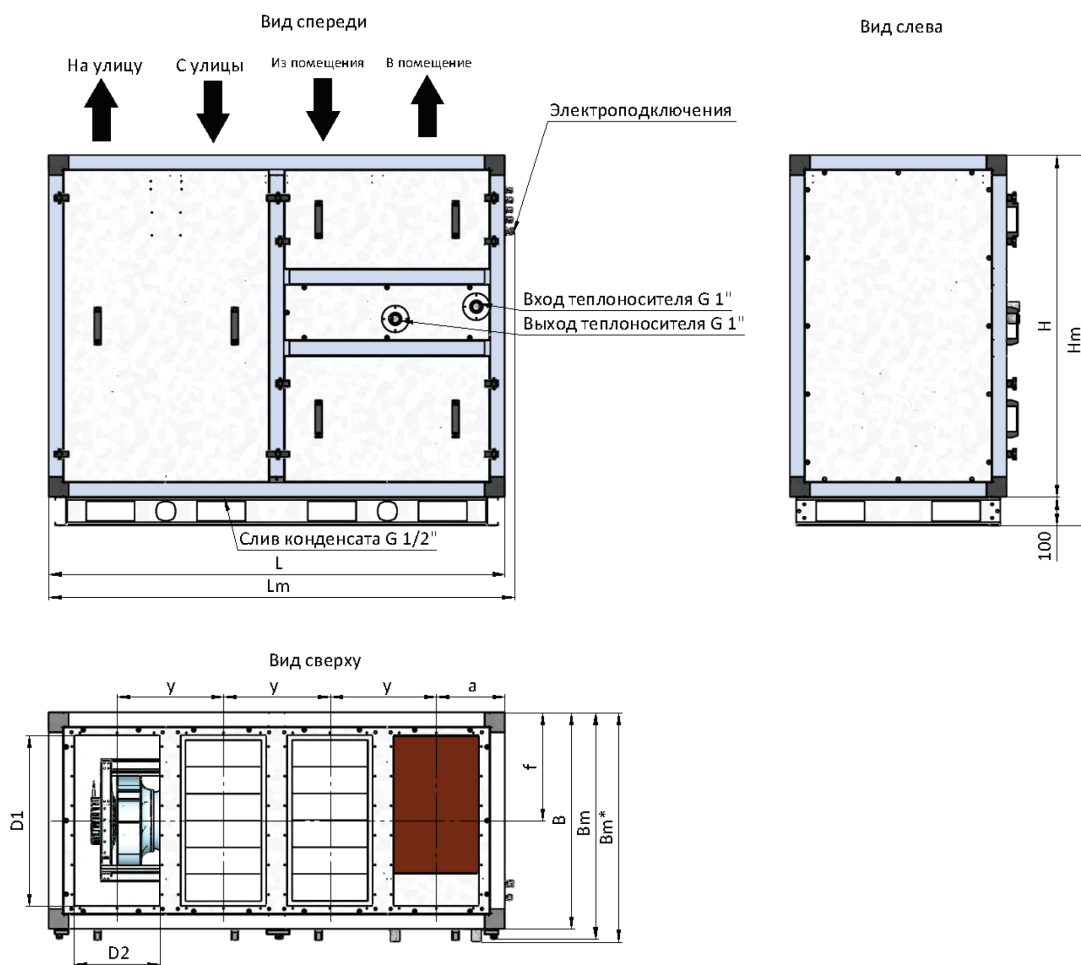 Вид спереди
Вид слева
На улицу
С улицы
Из помещения
В помещение
Электроподключения
Вход теплоносителя G 1"
Выход теплоносителя G 1"
H
Hm
Слив конденсата G 1/2"
100
L
Lm
Вид сверху
y
y
y
a
f
D1
B
Bm
Bm*
D2